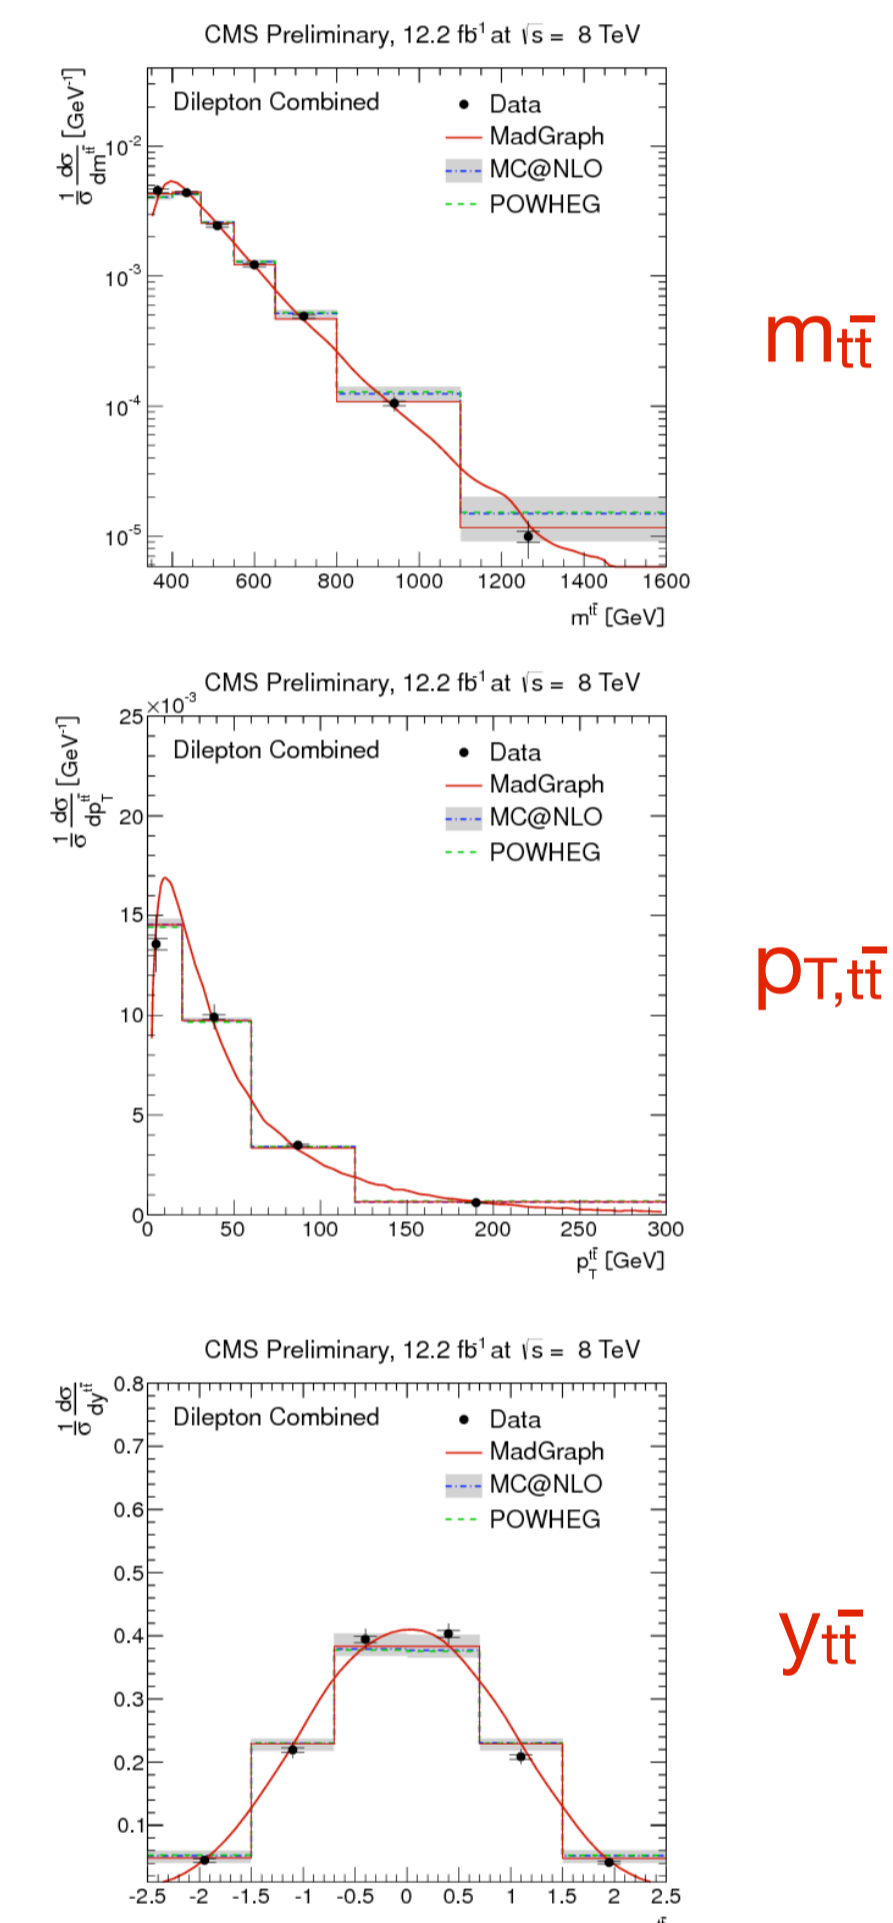 CMS Preliminary, 12.2 fb⁻¹ at √s = 8 TeV
1/σ dσ/dm^tt̄ [GeV⁻¹]
Dilepton Combined
Data
MadGraph
MC@NLO
POWHEG
10⁻²
10⁻³
10⁻⁴
10⁻⁵
400 600 800 1000 1200 1400 1600
m^tt̄ [GeV]
m_tt̄
CMS Preliminary, 12.2 fb⁻¹ at √s = 8 TeV
×10⁻³
1/σ dσ/dp_T^tt̄ [GeV⁻¹]
Dilepton Combined
Data
MadGraph
MC@NLO
POWHEG
25
20
15
10
5
0
0 50 100 150 200 250 300
p_T^tt̄ [GeV]
p_T,tt̄
CMS Preliminary, 12.2 fb⁻¹ at √s = 8 TeV
1/σ dσ/dy^tt̄
Dilepton Combined
Data
MadGraph
MC@NLO
POWHEG
0.8
0.7
0.6
0.5
0.4
0.3
0.2
0.1
-2.5 -2 -1.5 -1 -0.5 0 0.5 1 1.5 2 2.5
y_tt̄